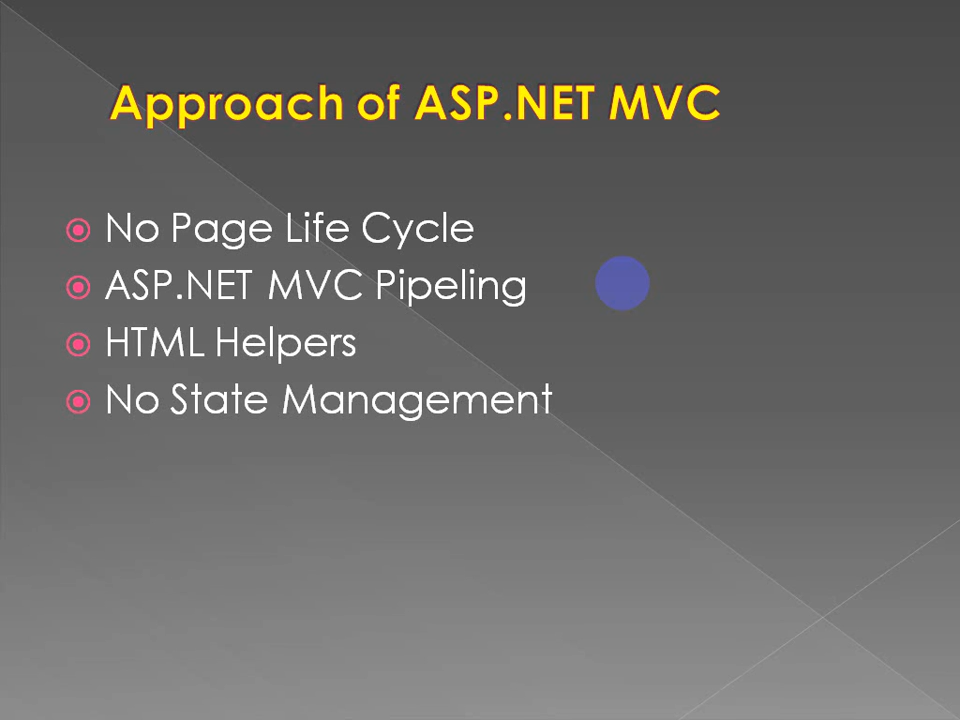 Approach of ASP.NET MVC
No Page Life Cycle
ASP.NET MVC Pipeling
HTML Helpers
No State Management